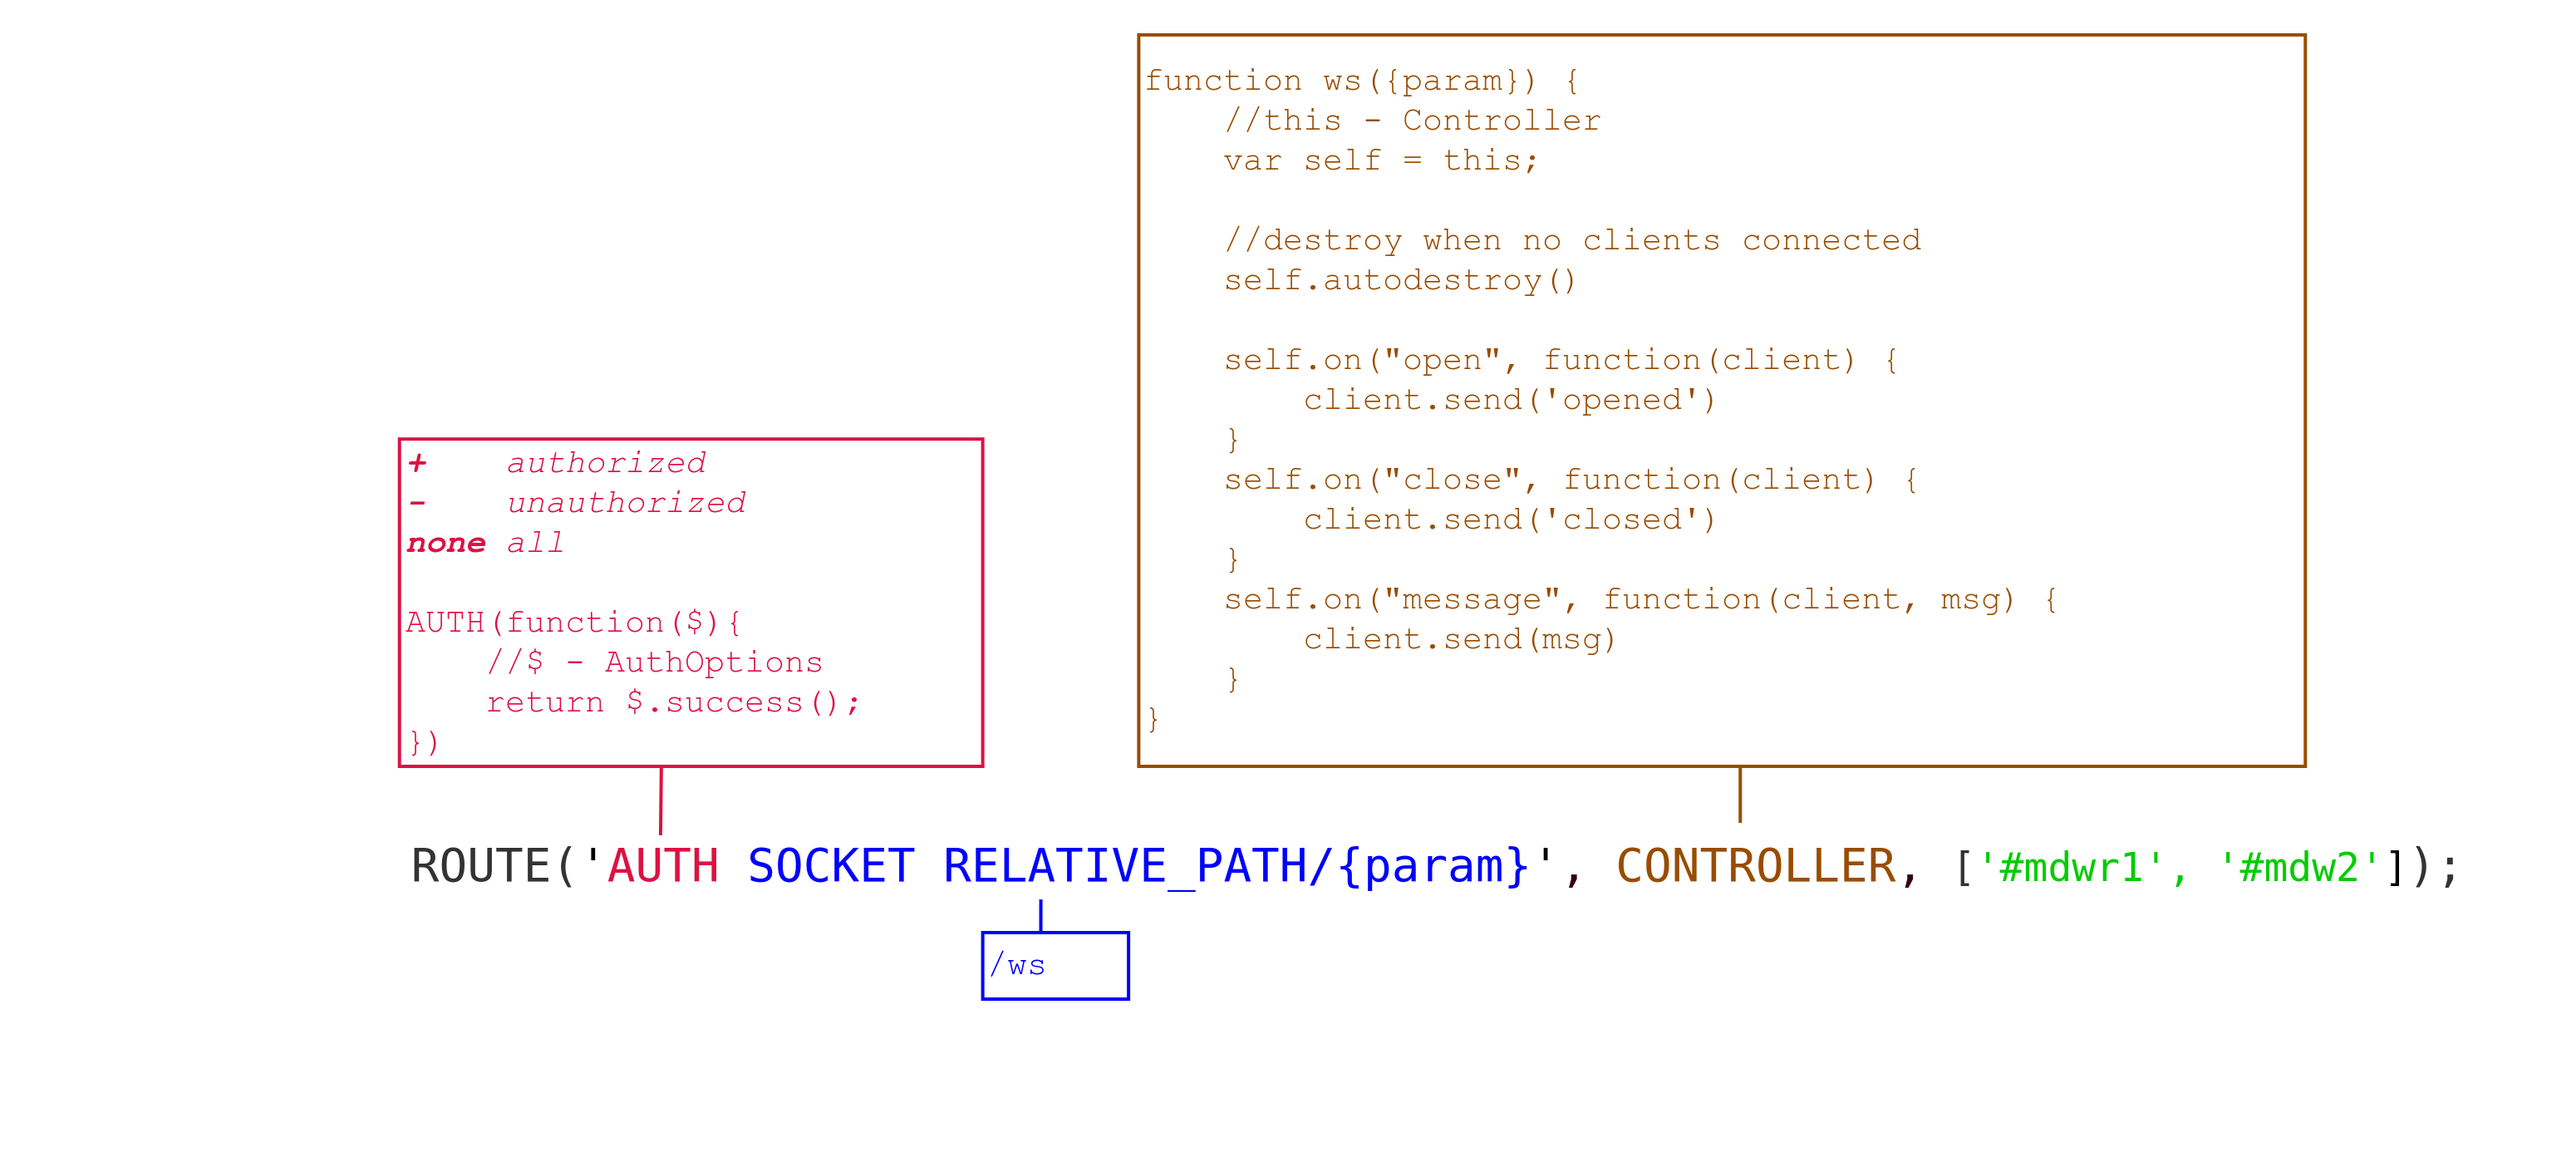 function ws({param}) {
    //this - Controller
    var self = this;

    //destroy when no clients connected
    self.autodestroy()

    self.on("open", function(client) {
        client.send('opened')
    }
    self.on("close", function(client) {
        client.send('closed')
    }
    self.on("message", function(client, msg) {
        client.send(msg)
    }
}
+    authorized
-    unauthorized
none all

AUTH(function($){
    //$ - AuthOptions
    return $.success();
})
ROUTE('AUTH SOCKET RELATIVE_PATH/{param}', CONTROLLER, ['#mdwr1', '#mdw2']);
/ws